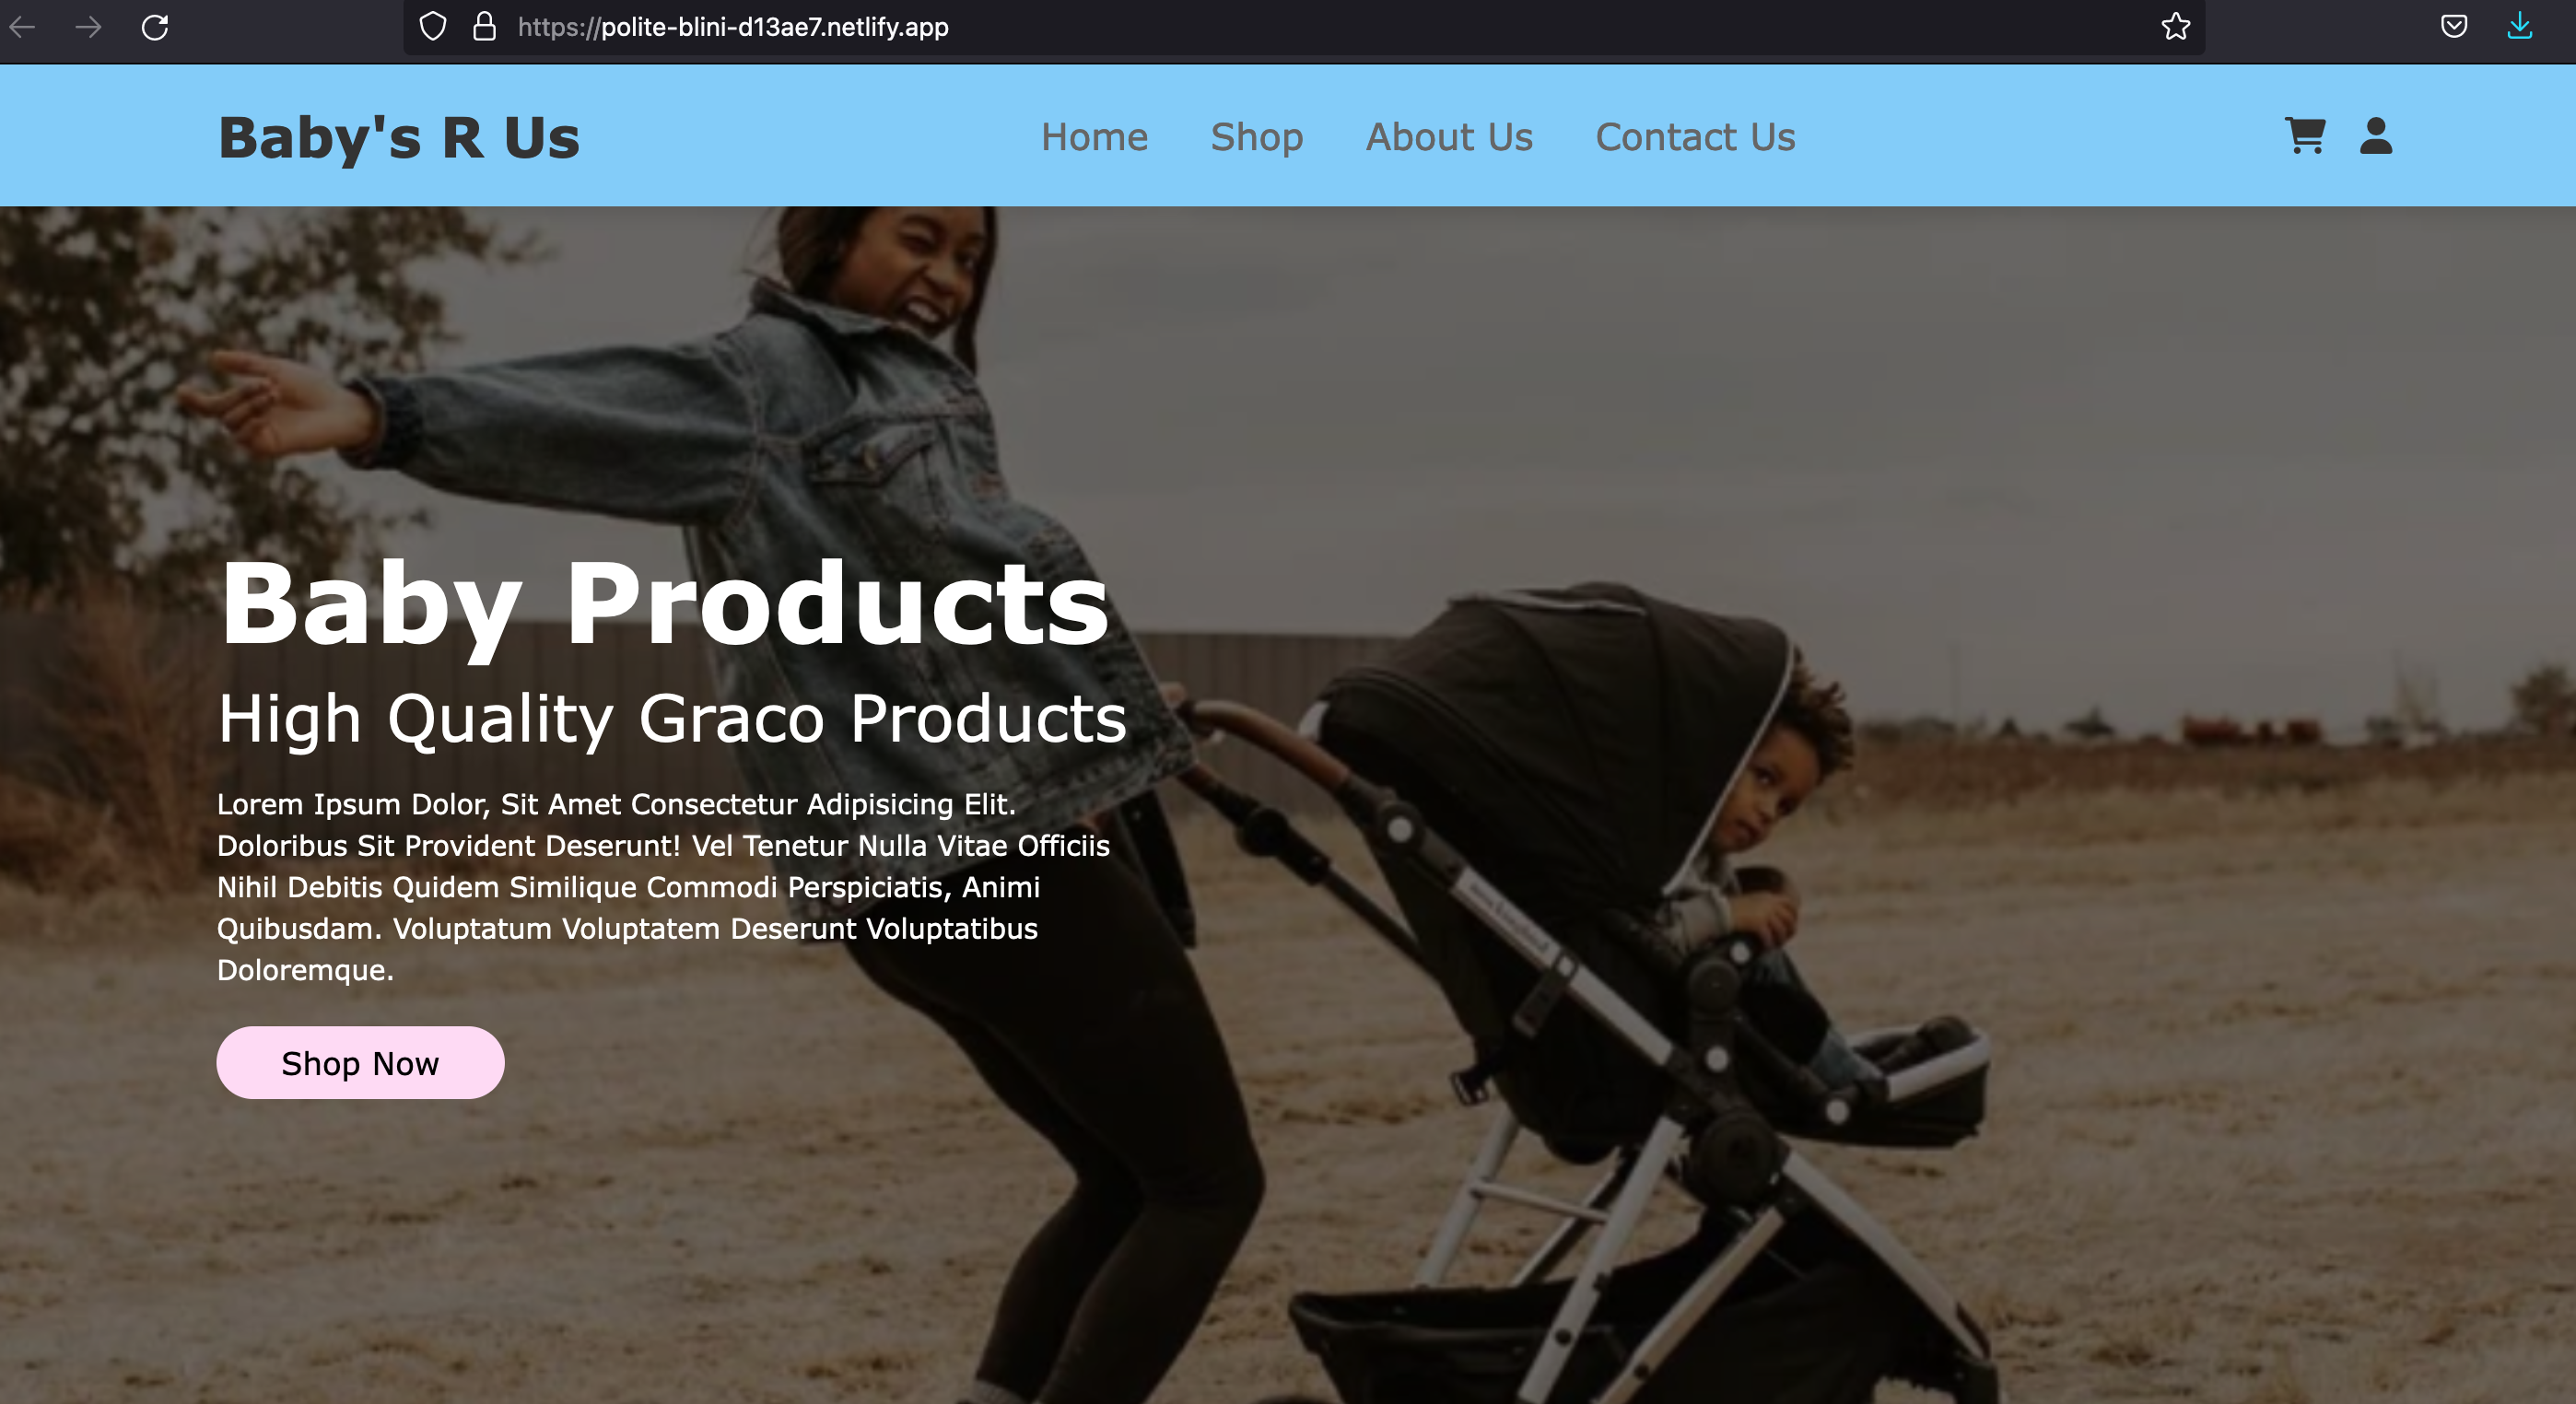 https://polite-blini-d13ae7.netlify.app
Baby's R Us
Home
Shop
About Us
Contact Us
Baby Products
High Quality Graco Products
Lorem Ipsum Dolor, Sit Amet Consectetur Adipisicing Elit.
Doloribus Sit Provident Deserunt! Vel Tenetur Nulla Vitae Officiis
Nihil Debitis Quidem Similique Commodi Perspiciatis, Animi
Quibusdam. Voluptatum Voluptatem Deserunt Voluptatibus
Doloremque.
Shop Now